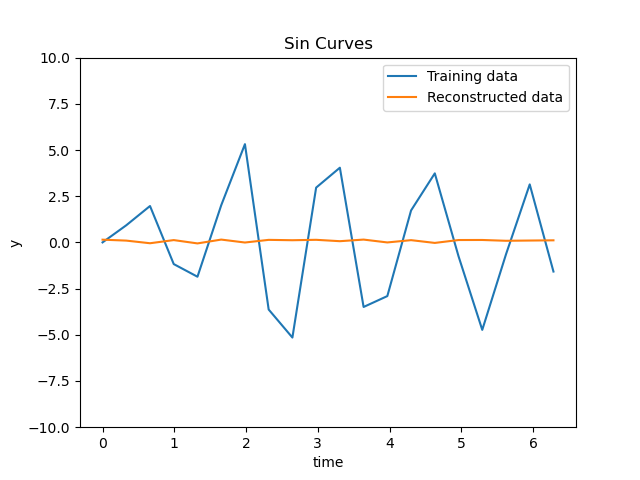 Sin Curves
Training data
Reconstructed data
10.0
7.5
5.0
2.5
0.0
−2.5
−5.0
−7.5
−10.0
y
0 1 2 3 4 5 6
time